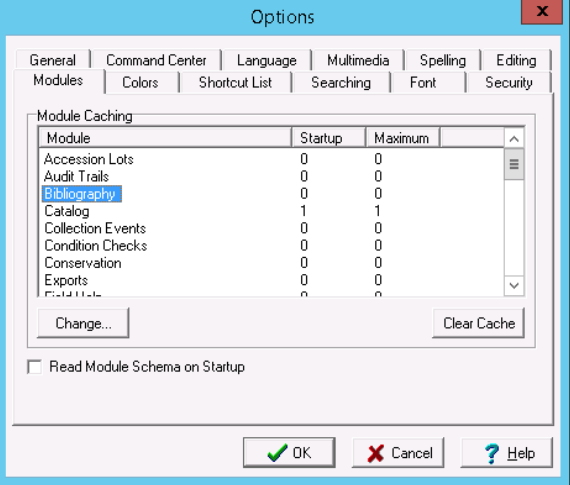 Options
x
General Command Center Language Multimedia Spelling Editing
Modules Colors Shortcut List Searching Font Security
Module Caching
Module Startup Maximum
Accession Lots 0 0
Audit Trails 0 0
Bibliography 0 0
Catalog 1 1
Collection Events 0 0
Condition Checks 0 0
Conservation 0 0
Exports 0 0
Field Help 0 0
Change... Clear Cache
Read Module Schema on Startup
OK Cancel ? Help